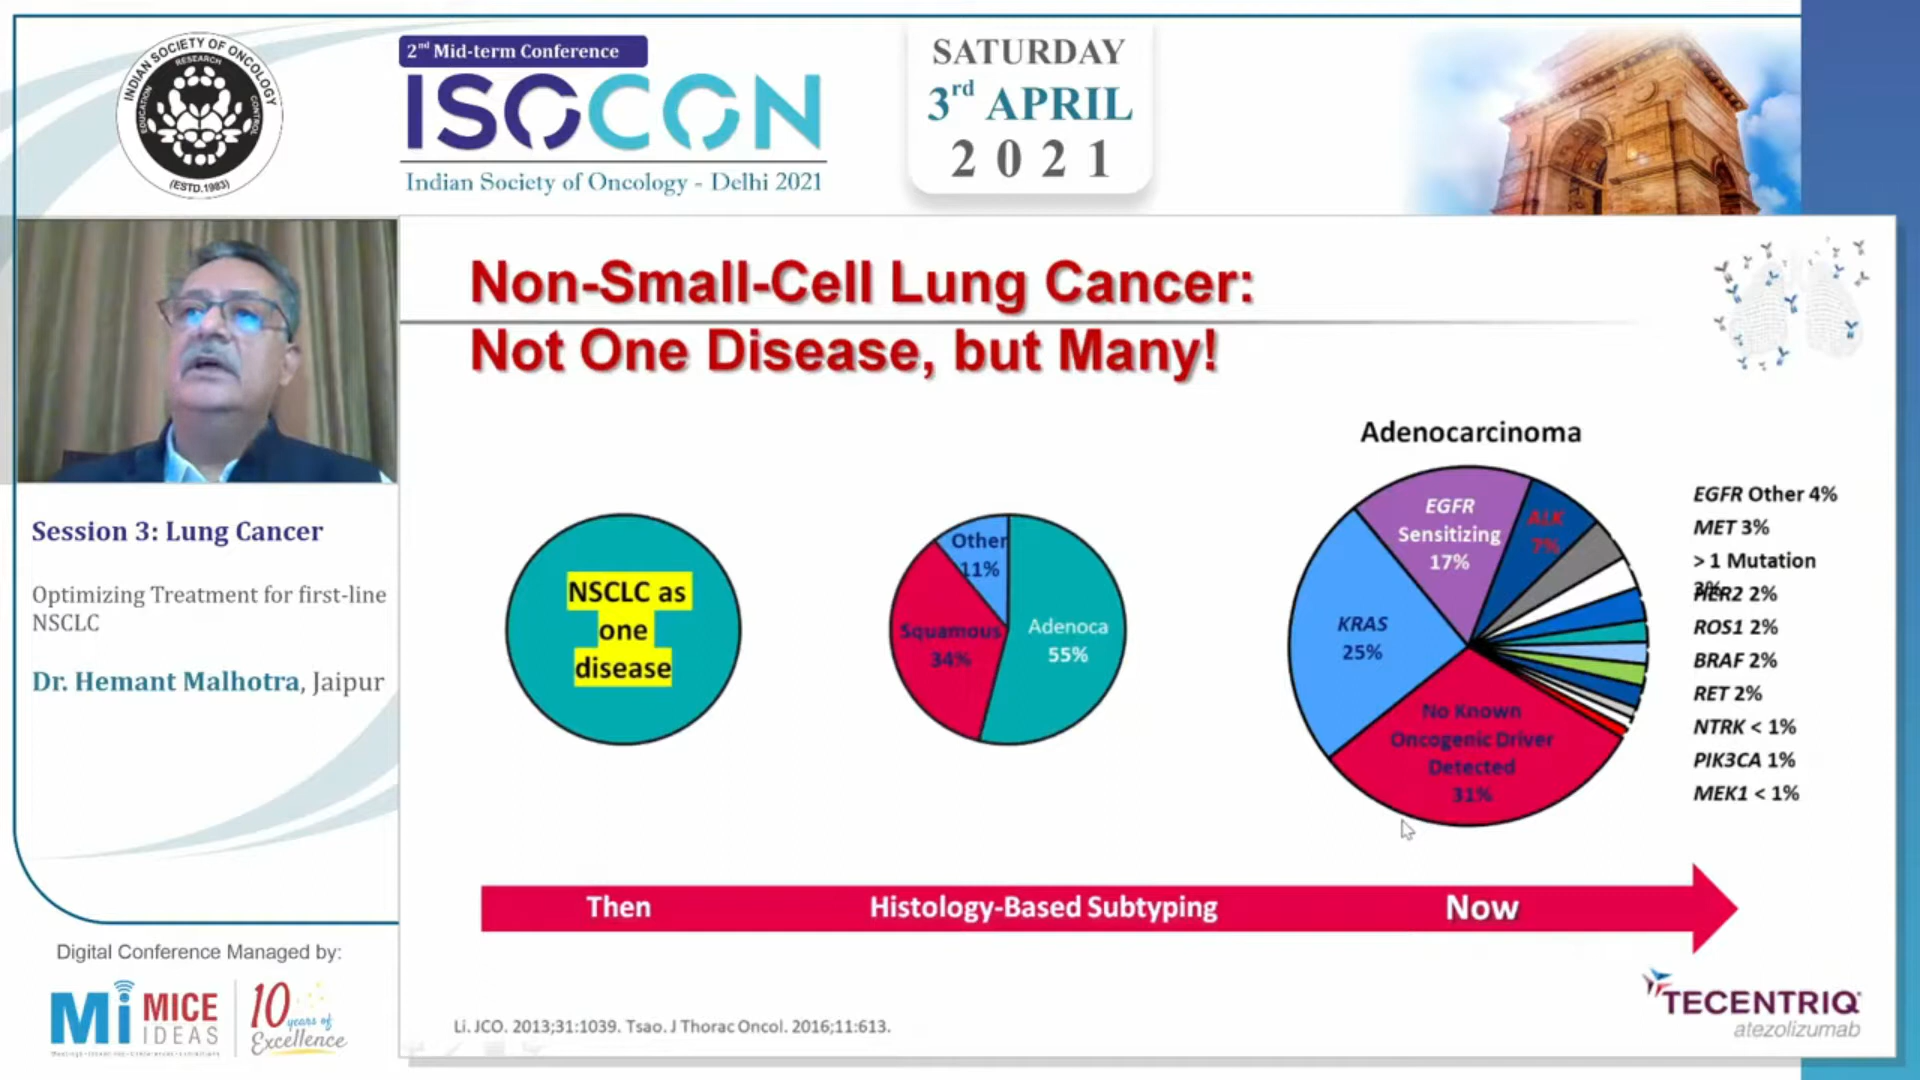 INDIAN SOCIETY OF ONCOLOGY
RESEARCH
EDUCATION
CONTROL
(ESTD.1983)
2nd Mid-term Conference
ISOCON
Indian Society of Oncology - Delhi 2021
SATURDAY
3rd APRIL
2021
Session 3: Lung Cancer
Optimizing Treatment for first-line
NSCLC
Dr. Hemant Malhotra, Jaipur
Digital Conference Managed by:
Mi MICE
IDEAS
10
years of
Excellence
Non-Small-Cell Lung Cancer:
Not One Disease, but Many!
NSCLC as
one
disease
Other
11%
Squamous
34%
Adenoca
55%
Adenocarcinoma
EGFR
Sensitizing
17%
ALK
7%
KRAS
25%
No Known
Oncogenic Driver
Detected
31%
EGFR Other 4%
MET 3%
> 1 Mutation
3%
HER2 2%
ROS1 2%
BRAF 2%
RET 2%
NTRK < 1%
PIK3CA 1%
MEK1 < 1%
Then
Histology-Based Subtyping
Now
Li. JCO. 2013;31:1039. Tsao. J Thorac Oncol. 2016;11:613.
TECENTRIQ
atezolizumab